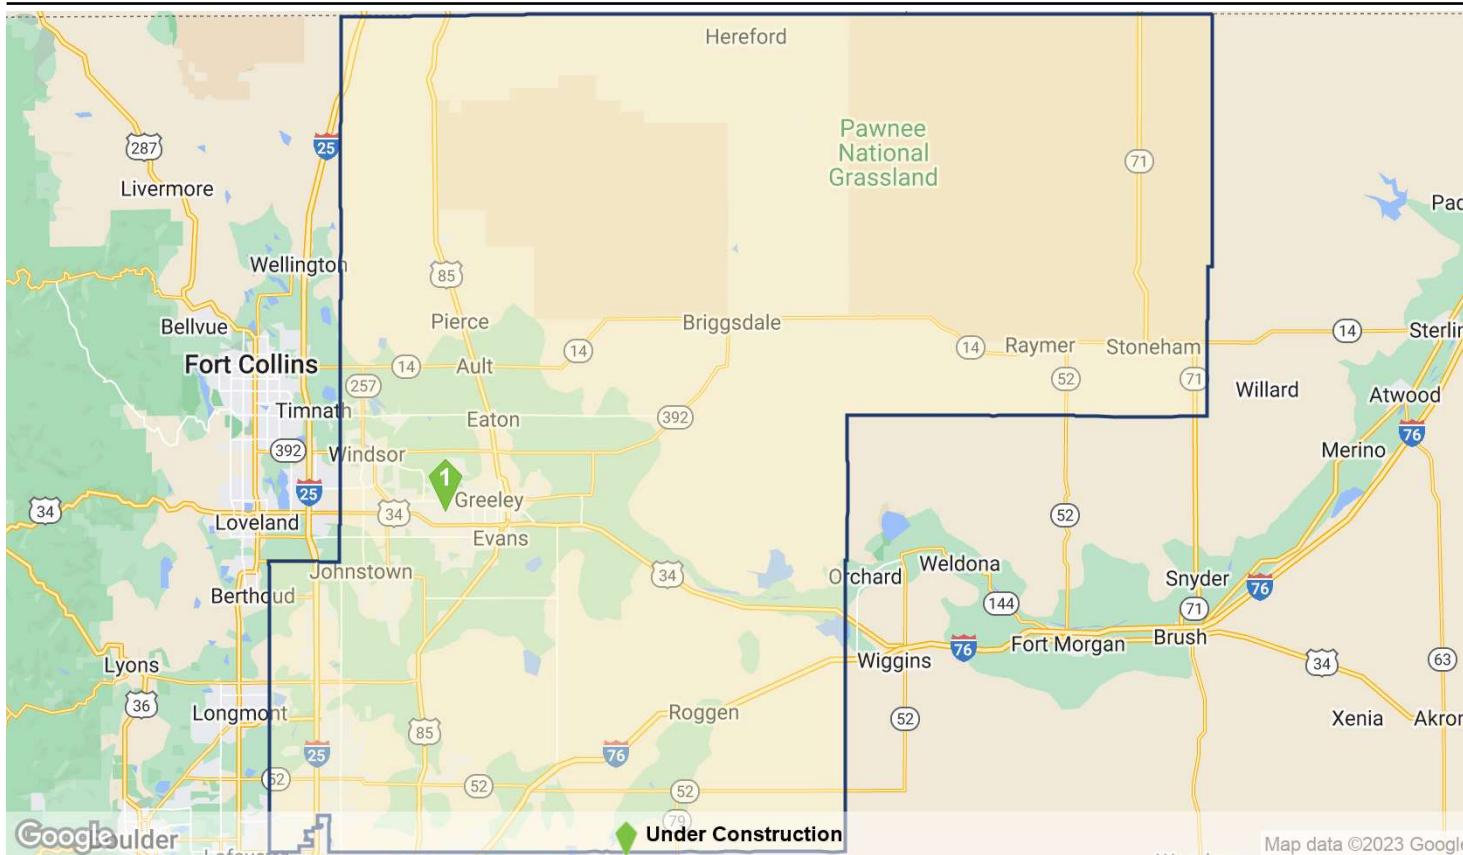 Hereford
287
25
Pawnee
National
Grassland
71
Livermore
Wellington
85
Bellvue
Pierce
Briggsdale
14
Fort Collins
14
Ault
14
14
Raymer
Stoneham
257
52
71
Willard
Atwood
Timnath
Eaton
392
76
392
Windsor
Merino
25
1
Greeley
34
Loveland
34
52
Evans
Johnstown
34
Orchard
Weldona
Snyder
76
Berthoud
144
71
Lyons
76
Fort Morgan
Brush
Wiggins
34
63
36
Longmont
Roggen
52
Xenia
85
25
76
52
52
52
79
Google
Under Construction
Map data ©2023 Google